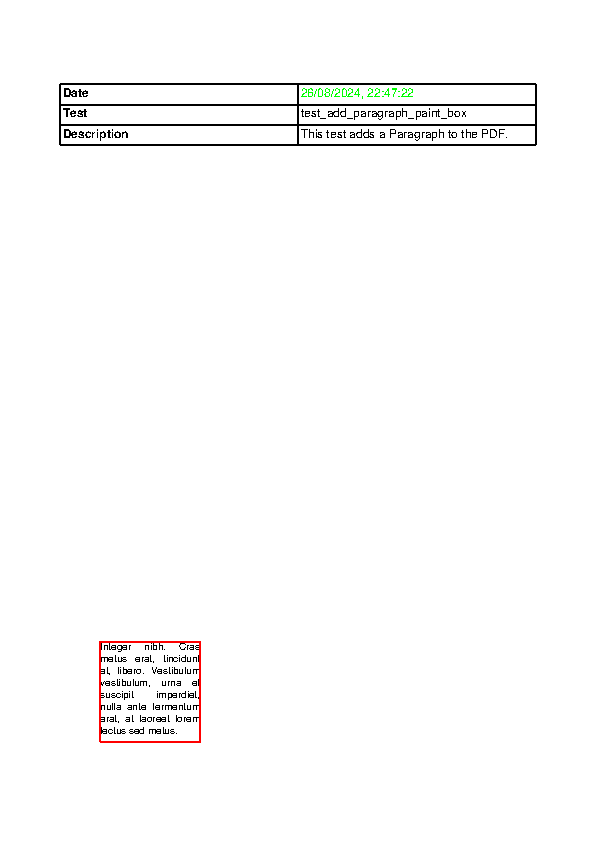 Date 28/08/2024, 22:47:22
Test test_add_paragraph_paint_box
Description This test adds a Paragraph to the PDF.
Integer nibh. Cras
metus erat, tincidunt
at, libero. Vestibulum
vestibulum, urna et
suscipit imperdiet,
nulla ante fermentum
erat, at laoreet lorem
lectus sed metus.